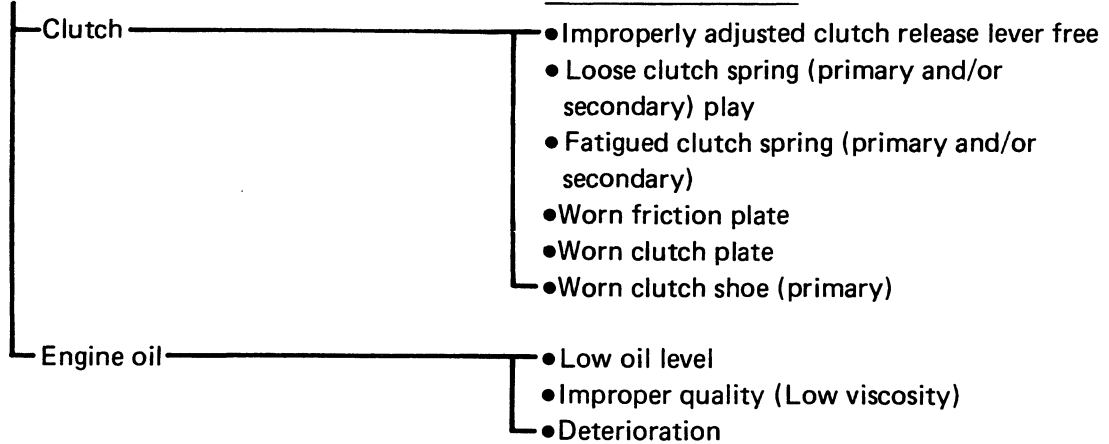 Clutch
●Improperly adjusted clutch release lever free
● Loose clutch spring (primary and/or
secondary) play
● Fatigued clutch spring (primary and/or
secondary)
●Worn friction plate
●Worn clutch plate
●Worn clutch shoe (primary)
Engine oil
● Low oil level
●Improper quality (Low viscosity)
●Deterioration